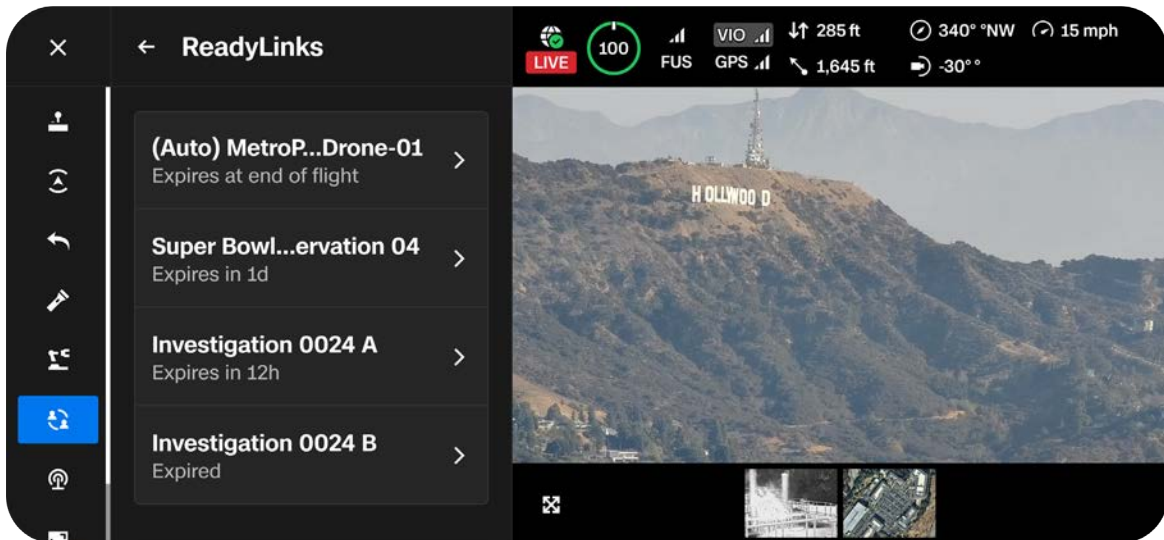 ReadyLinks
(Auto) MetroP...Drone-01
Expires at end of flight
Super Bowl...ervation 04
Expires in 1d
Investigation 0024 A
Expires in 12h
Investigation 0024 B
Expired
LIVE
100
FUS
VIO
GPS
285 ft
1,645 ft
340° °NW
-30° °
15 mph
HOLLYWOOD